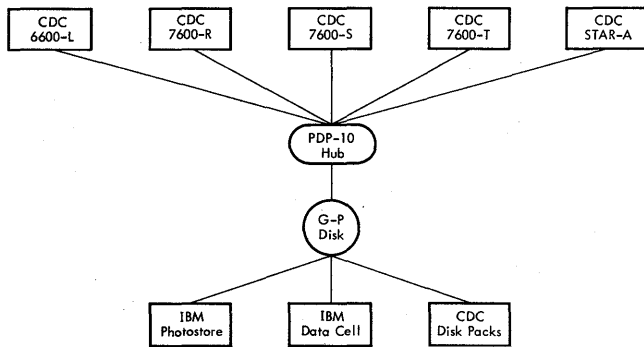 CDC
6600-L
CDC
7600-R
CDC
7600-S
CDC
7600-T
CDC
STAR-A
PDP-10
Hub
G-P
Disk
IBM
Photostore
IBM
Data Cell
CDC
Disk Packs